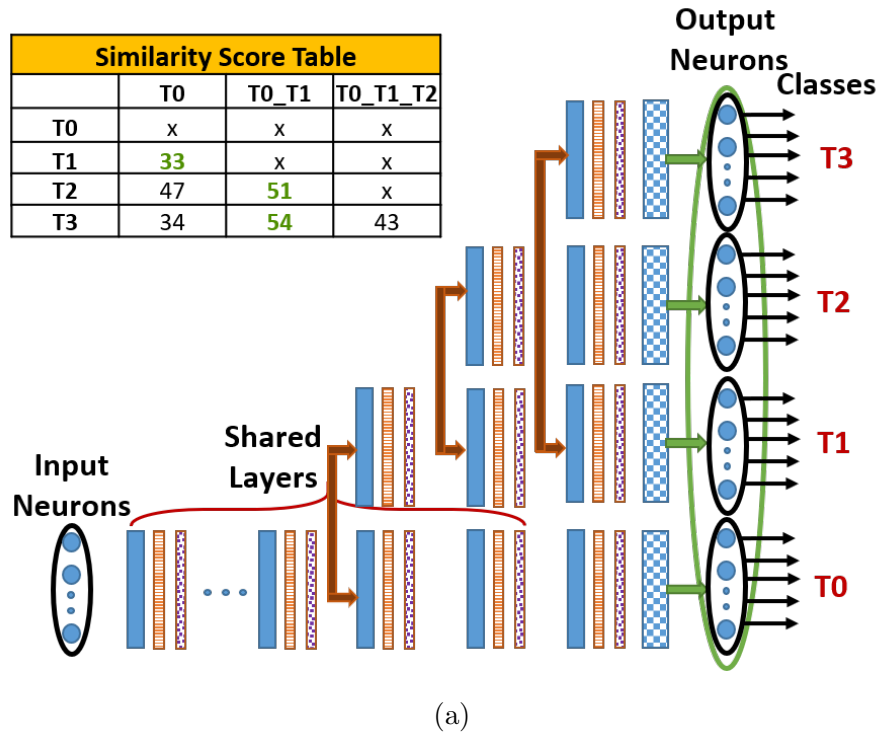 Similarity Score Table
T0 T0_T1 T0_T1_T2
T0 x x x
T1 33 x x
T2 47 51 x
T3 34 54 43
Output
Neurons
Classes
T3
T2
T1
T0
Shared
Layers
Input
Neurons
(a)